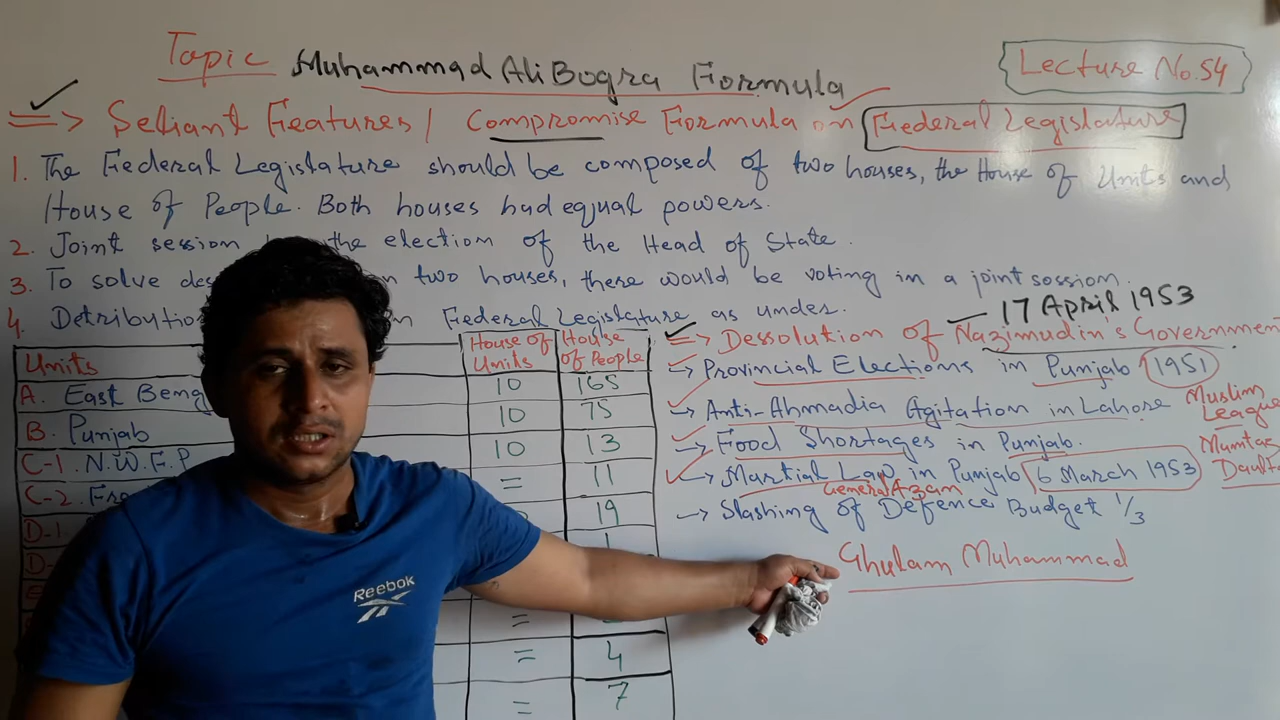 Topic Muhammad Ali Bogra Formula
Lecture No.54
=> Seliant Features / Compromise Formula on Federal Legislature
1. The Federal Legislature should be composed of two houses, the House of Units and
House of People. Both houses had equal powers.
2. Joint session the election of the Head of State.
3. To solve two houses, there would be voting in a joint sossion.
4. Federal Legislature as under.
Units House of Units House of People
A. East Beng 10 165
B. Punjab 10 75
C-1. N.W.F.P 10 13
C-2. = 11
D-1. 19
=
= 4
= 7
17 April 1953
=> Dessolution of Nazimudin's Government
-> Provincial Elections in Punjab 1951
-> Anti-Ahmadia Agitation in Lahore
Muslim
League
-> Food Shortages in Punjab.
Mumtaz
-> Martial Law in Punjab 6 March 1953
General Azam
-> Slashing of Defence Budget 1/3
Ghulam Muhammad
Reebok